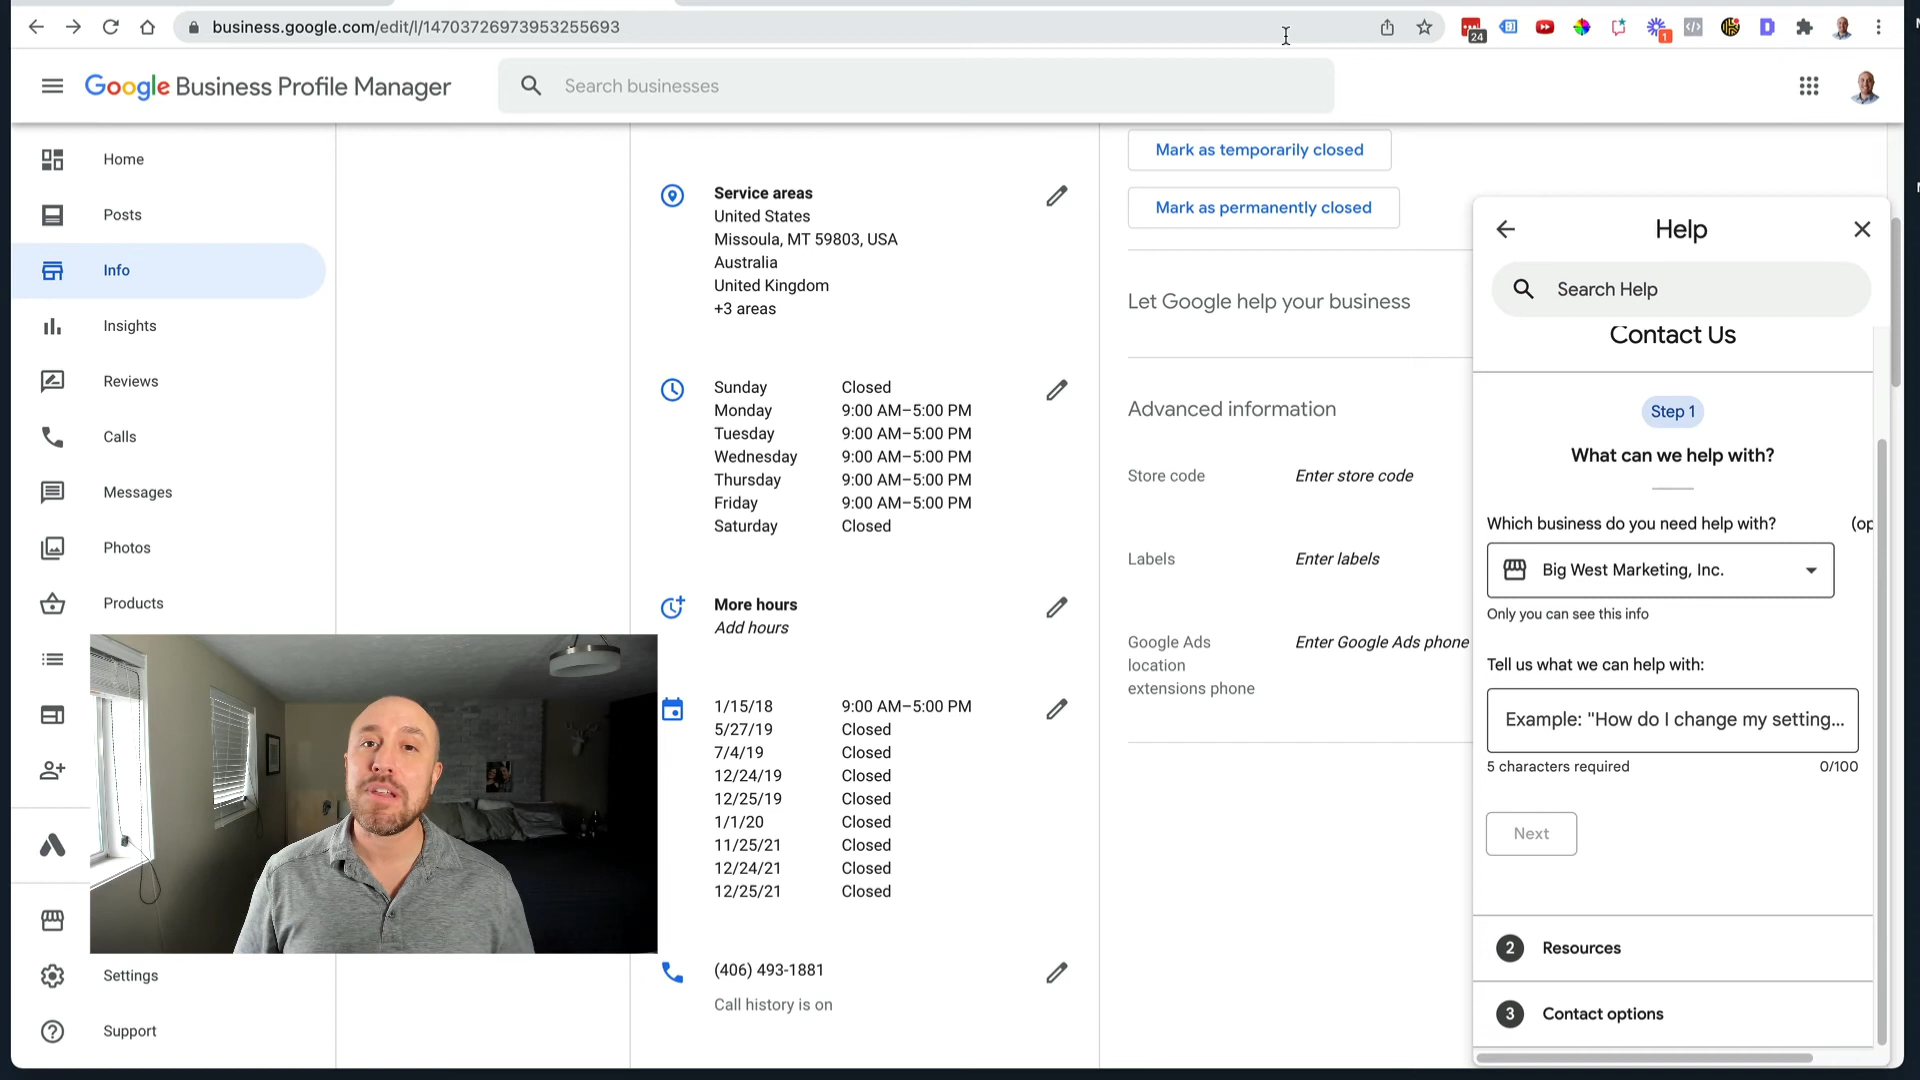 business.google.com/edit/l/14703726973953255693
24
1
Google Business Profile Manager
Search businesses
Home
Posts
Info
Insights
Reviews
Calls
Messages
Photos
Products
Settings
Support
Service areas
United States
Missoula, MT 59803, USA
Australia
United Kingdom
+3 areas
Sunday Closed
Monday 9:00 AM–5:00 PM
Tuesday 9:00 AM–5:00 PM
Wednesday 9:00 AM–5:00 PM
Thursday 9:00 AM–5:00 PM
Friday 9:00 AM–5:00 PM
Saturday Closed
More hours
Add hours
1/15/18 9:00 AM–5:00 PM
5/27/19 Closed
7/4/19 Closed
12/24/19 Closed
12/25/19 Closed
1/1/20 Closed
11/25/21 Closed
12/24/21 Closed
12/25/21 Closed
(406) 493-1881
Call history is on
Mark as temporarily closed
Mark as permanently closed
Let Google help your business
Advanced information
Store code Enter store code
Labels Enter labels
Google Ads
location
extensions phone
Enter Google Ads phone
Help
Search Help
Contact Us
Step 1
What can we help with?
Which business do you need help with? (op
Big West Marketing, Inc.
Only you can see this info
Tell us what we can help with:
Example: "How do I change my setting...
5 characters required 0/100
Next
2 Resources
3 Contact options